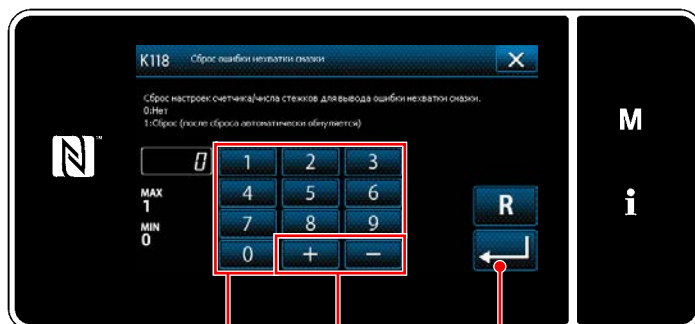 K118 Сброс ошибки нехватки смазки
Сброс настроек счетчика/числа стежков для вывода ошибки нехватки смазки.
0:Нет
1:Сброс (после сброса автоматически обнуляется)
0
1 2 3
4 5 6
7 8 9
0 + −
MAX
1
MIN
0
R
M
i